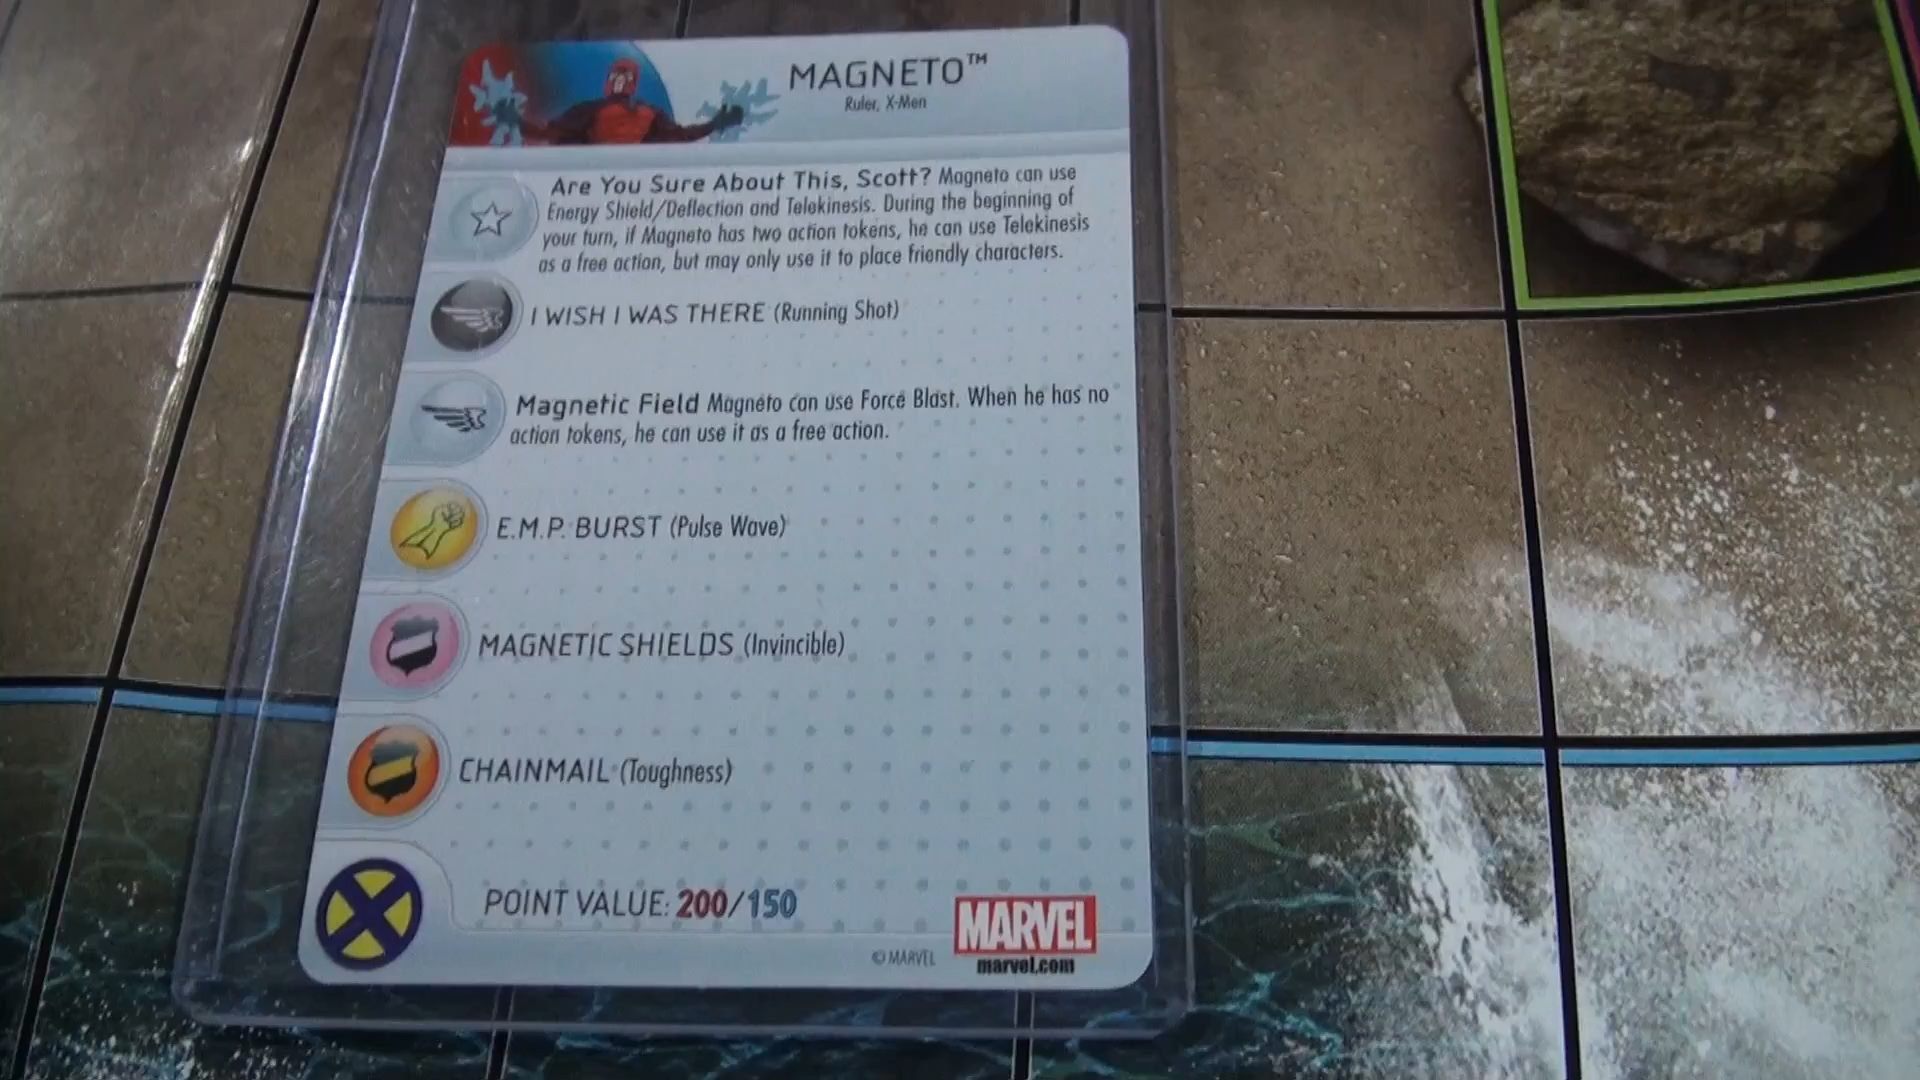 MAGNETO™
Ruler, X-Men
Are You Sure About This, Scott? Magneto can use
Energy Shield/Deflection and Telekinesis. During the beginning of
your turn, if Magneto has two action tokens, he can use Telekinesis
as a free action, but may only use it to place friendly characters.
I WISH I WAS THERE (Running Shot)
Magnetic Field Magneto can use Force Blast. When he has no
action tokens, he can use it as a free action.
E.M.P. BURST (Pulse Wave)
MAGNETIC SHIELDS (Invincible)
CHAINMAIL (Toughness)
POINT VALUE: 200/150
© MARVEL
MARVEL
marvel.com